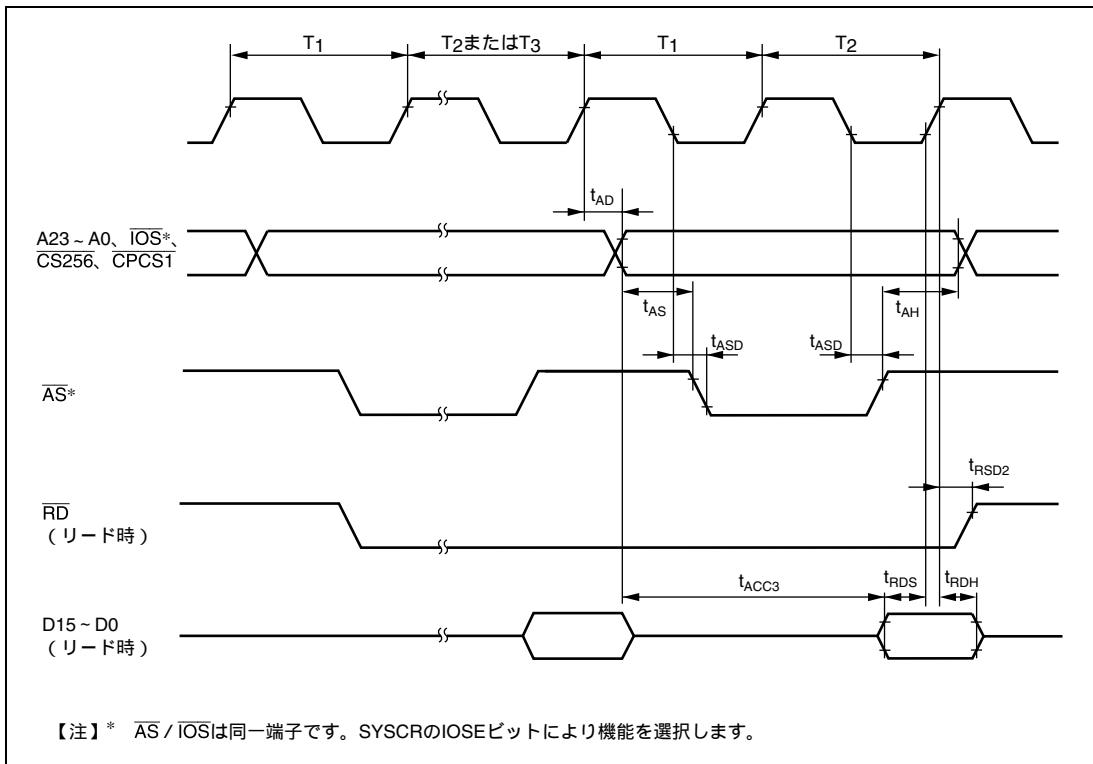 T1 T2またはT3 T1 T2
tAD
A23～A0、IOS*、
CS256、CPCS1
tAS tAH
tASD tASD
AS*
tRSD2
RD
（リード時）
tACC3 tRDS tRDH
D15～D0
（リード時）
【注】* AS / IOSは同一端子です。SYSCRのIOSEビットにより機能を選択します。